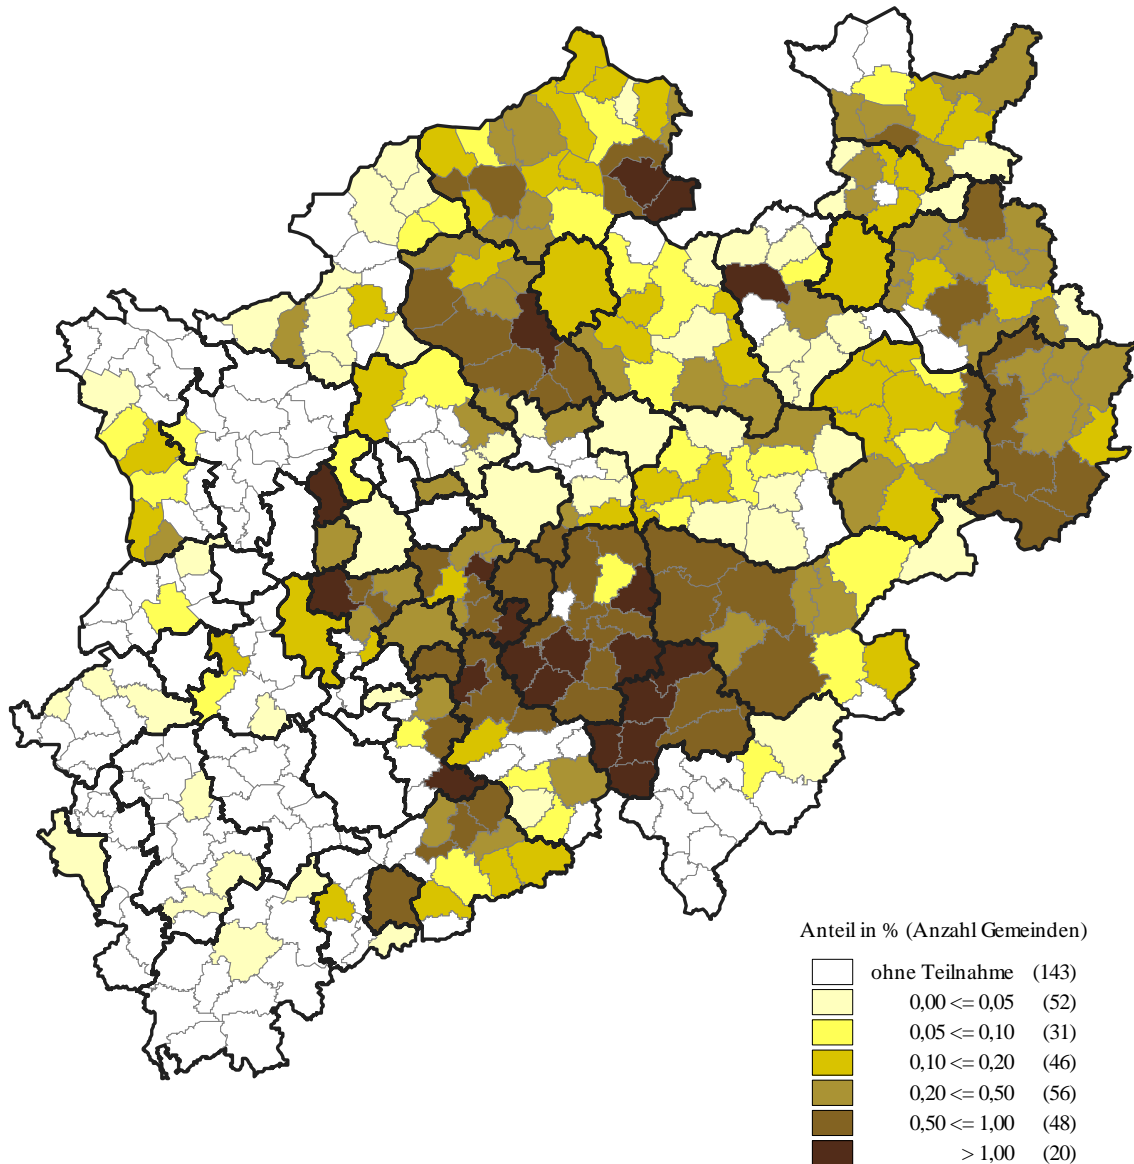 Anteil in % (Anzahl Gemeinden)
ohne Teilnahme (143)
0,00 <= 0,05 (52)
0,05 <= 0,10 (31)
0,10 <= 0,20 (46)
0,20 <= 0,50 (56)
0,50 <= 1,00 (48)
> 1,00 (20)